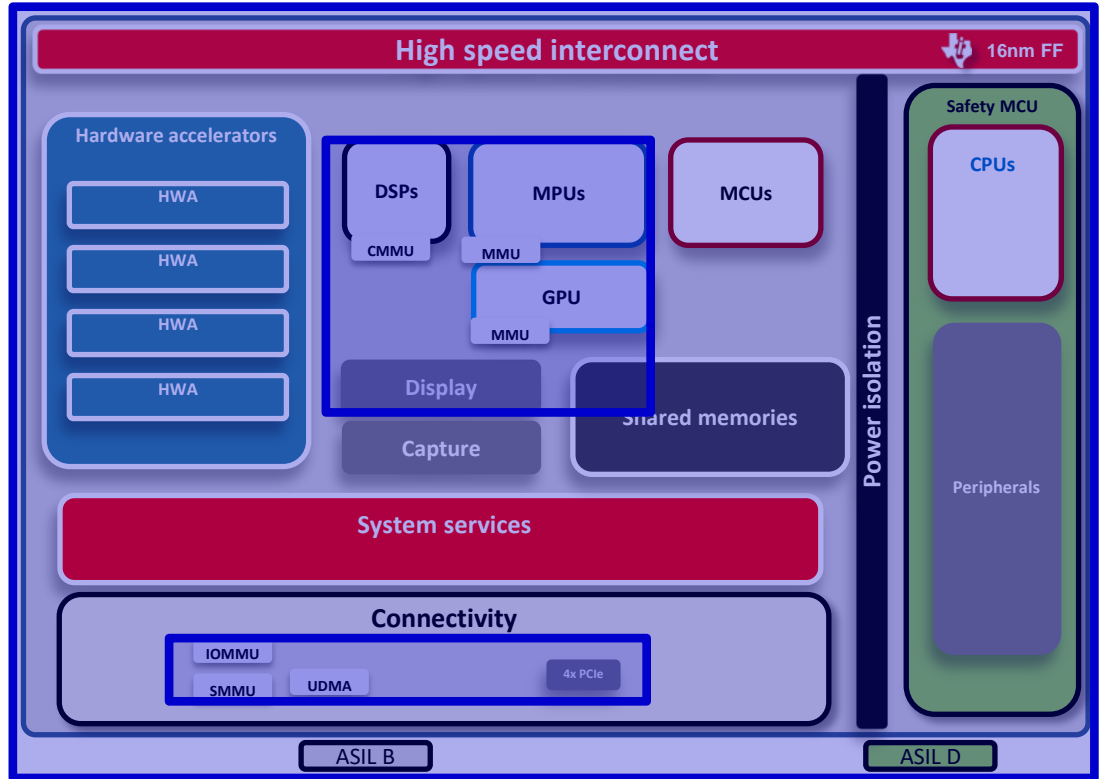 High speed interconnect
16nm FF
Hardware accelerators
HWA
HWA
HWA
HWA
DSPs
CMMU
MPUs
MMU
GPU
MMU
MCUs
Display
Capture
Shared memories
System services
Connectivity
IOMMU
SMMU
UDMA
4x PCIe
Power isolation
Safety MCU
CPUs
Peripherals
ASIL B
ASIL D